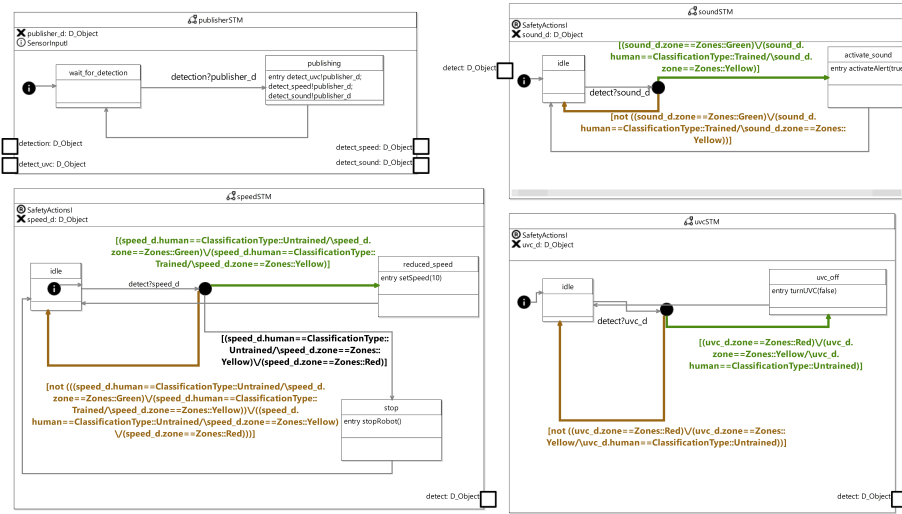 publisherSTM
publisher_d: D_Object
SensorInputI
wait_for_detection
detection?publisher_d
publishing
entry detect_uvc!publisher_d;
detect_speed!publisher_d;
detect_sound!publisher_d
detection: D_Object
detect_uvc: D_Object
detect_speed: D_Object
detect_sound: D_Object
soundSTM
SafetyActionsI
sound_d: D_Object
detect: D_Object
idle
[(sound_d.zone==Zones::Green)\/(sound_d.
human==ClassificationType::Trained/\sound_d.
zone==Zones::Yellow)]
detect?sound_d
activate_sound
entry activateAlert(true
[not ((sound_d.zone==Zones::Green)\/(sound_d.
human==ClassificationType::Trained/\sound_d.zone==Zones::
Yellow))]
speedSTM
SafetyActionsI
speed_d: D_Object
[(speed_d.human==ClassificationType::Untrained/\speed_d.
zone==Zones::Green)\/(speed_d.human==ClassificationType::
Trained/\speed_d.zone==Zones::Yellow)]
idle
detect?speed_d
reduced_speed
entry setSpeed(10)
[(speed_d.human==ClassificationType::
Untrained/\speed_d.zone==Zones::
Yellow)\/(speed_d.zone==Zones::Red)]
[not (((speed_d.human==ClassificationType::Untrained/\speed_d.
zone==Zones::Green)\/(speed_d.human==ClassificationType::
Trained/\speed_d.zone==Zones::Yellow))\/((speed_d.
human==ClassificationType::Untrained/\speed_d.zone==Zones::Yellow)
\/(speed_d.zone==Zones::Red)))]
stop
entry stopRobot()
detect: D_Object
uvcSTM
SafetyActionsI
uvc_d: D_Object
idle
detect?uvc_d
uvc_off
entry turnUVC(false)
[(uvc_d.zone==Zones::Red)\/(uvc_d.
zone==Zones::Yellow/\uvc_d.
human==ClassificationType::Untrained)]
[not ((uvc_d.zone==Zones::Red)\/(uvc_d.zone==Zones::
Yellow/\uvc_d.human==ClassificationType::Untrained))]
detect: D_Object